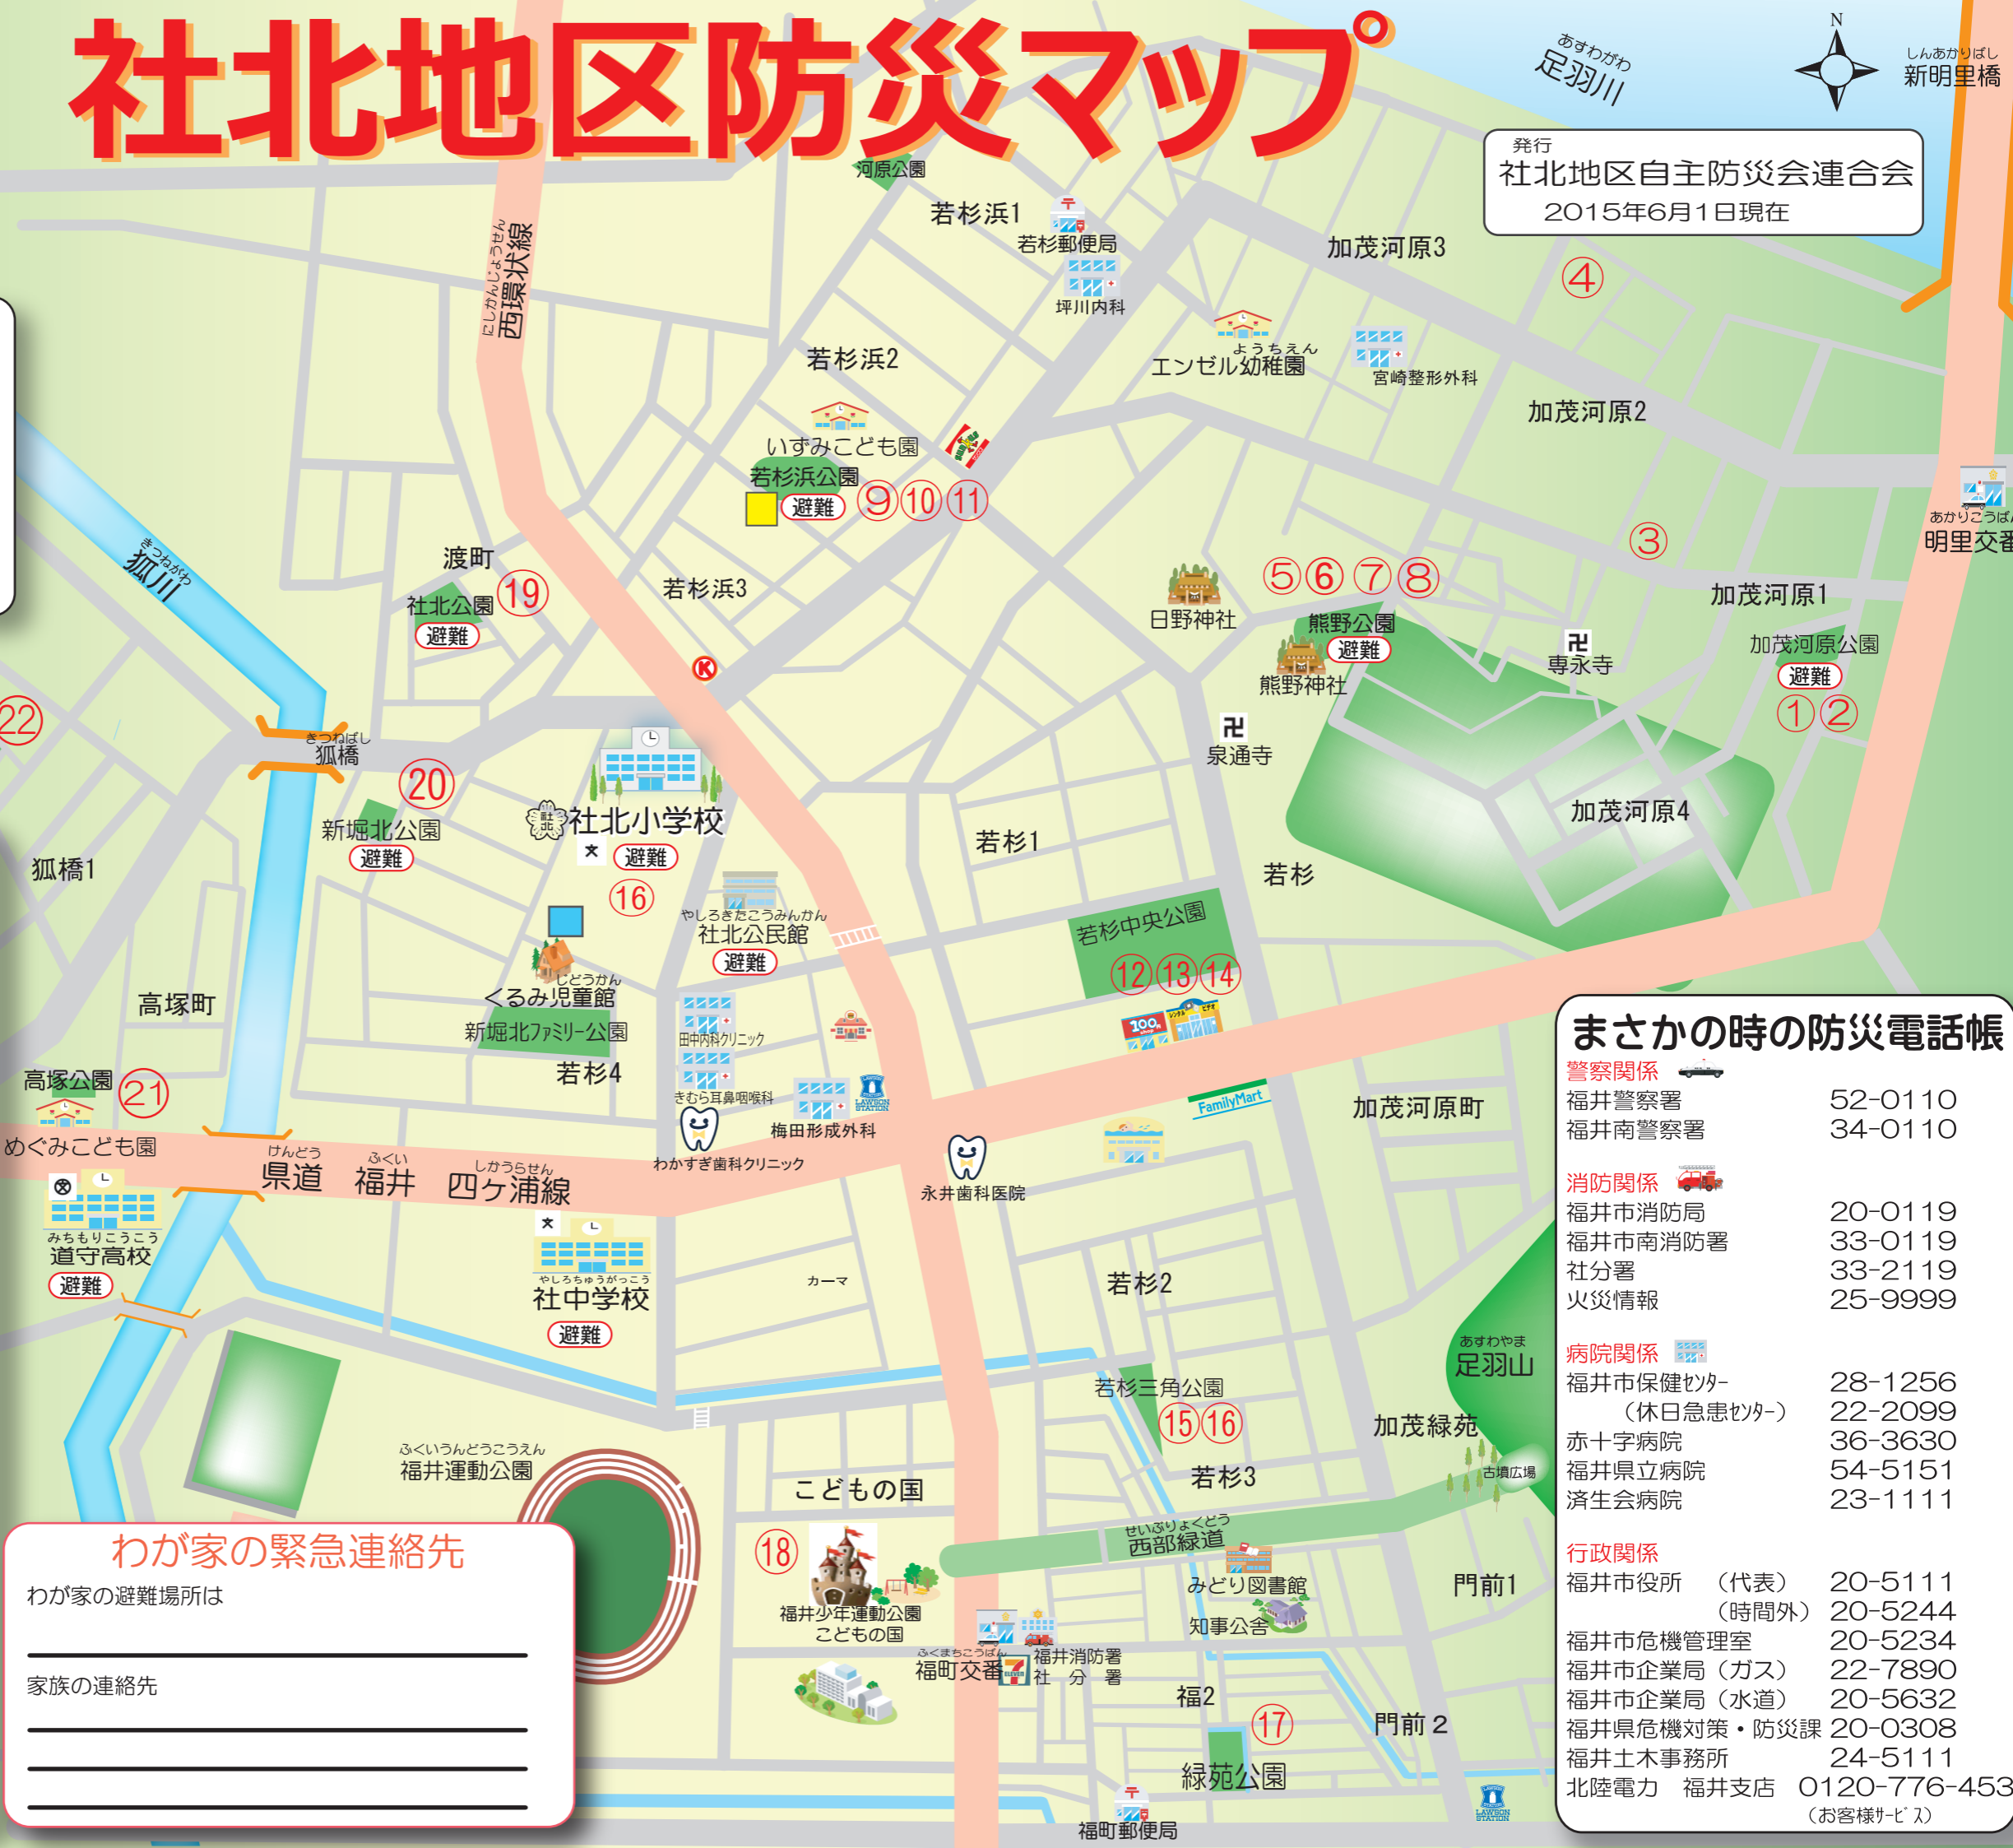 社北地区防災マップ
あすわがわ
足羽川
N
しんあかりばし
新明里橋
発行
社北地区自主防災会連合会
2015年6月1日現在
河原公園
若杉浜1
若杉郵便局
坪川内科
加茂河原3
④
にしかんじょうせん
西環状線
若杉浜2
ようちえん
エンゼル幼稚園
宮崎整形外科
加茂河原2
いずみこども園
若杉浜公園
避難
⑨⑩⑪
あかりこうばん
明里交番
きつねがわ
狐川
渡町
⑲
社北公園
避難
若杉浜3
K
日野神社
⑤⑥⑦⑧
熊野公園
避難
熊野神社
③
専永寺
加茂河原1
加茂河原公園
避難
①②
泉通寺
22
きつねばし
狐橋
⑳
新堀北公園
避難
社北
社北小学校
文
避難
⑯
若杉1
若杉
加茂河原4
狐橋1
やしろきたこうみんかん
社北公民館
避難
若杉中央公園
⑫⑬⑭
100円
レンタル ビデオ
高塚町
じどうかん
くるみ児童館
新堀北ファミリー公園
若杉4
田中内科クリニック
きむら耳鼻咽喉科
梅田形成外科
LAWSON
STATION
わかすぎ歯科クリニック
永井歯科医院
FamilyMart
加茂河原町
高塚公園
21
めぐみこども園
けんどう
県道
ふくい
福井
しかうらせん
四ケ浦線
文
みちもりこうこう
道守高校
避難
文
やしろちゅうがっこう
社中学校
避難
カーマ
若杉2
若杉三角公園
⑮⑯
若杉3
あすわやま
足羽山
加茂緑苑
古墳広場
ふくいうんどうこうえん
福井運動公園
こどもの国
⑱
福井少年運動公園
こどもの国
せいぶりょくどう
西部緑道
みどり図書館
知事公舎
門前1
ふくまちこうばん
福町交番
7
ELEVEN
福井消防署
社 分 署
福2
⑰
緑苑公園
門前２
福町郵便局
LAWSON
STATION
わが家の緊急連絡先
わが家の避難場所は
家族の連絡先
まさかの時の防災電話帳
警察関係
福井警察署 52-0110
福井南警察署 34-0110
消防関係
福井市消防局 20-0119
福井市南消防署 33-0119
社分署 33-2119
火災情報 25-9999
病院関係
福井市保健ｾﾝﾀｰ 28-1256
（休日急患ｾﾝﾀｰ） 22-2099
赤十字病院 36-3630
福井県立病院 54-5151
済生会病院 23-1111
行政関係
福井市役所 （代表） 20-5111
（時間外） 20-5244
福井市危機管理室 20-5234
福井市企業局（ガス） 22-7890
福井市企業局（水道） 20-5632
福井県危機対策・防災課 20-0308
福井土木事務所 24-5111
北陸電力 福井支店 0120-776-453
（お客様ｻｰﾋﾞｽ）